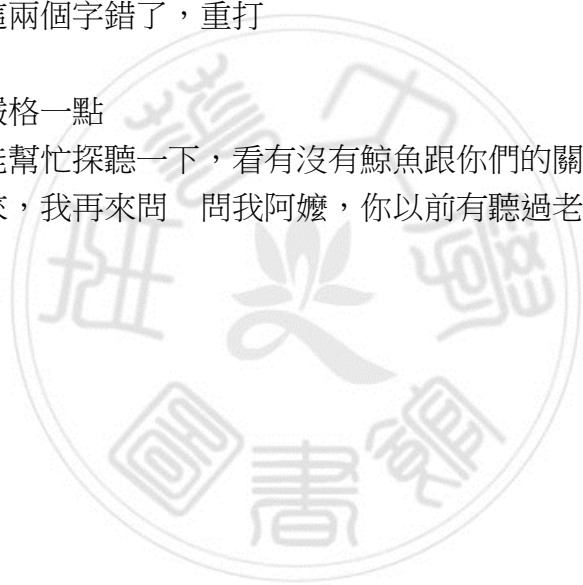 這兩個字錯了，重打
嚴格一點
能幫忙探聽一下，看有沒有鯨魚跟你們的關
來，我再來問　問我阿嬤，你以前有聽過老
圖書